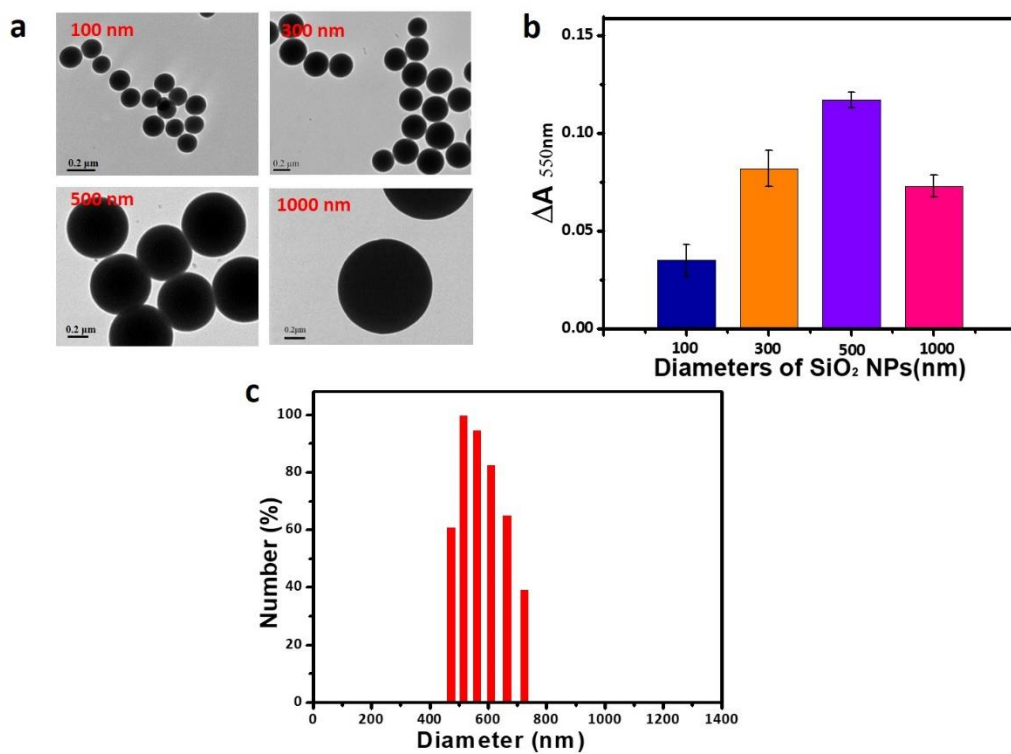 a
100 nm
0.2 μm
300 nm
0.2 μm
500 nm
0.2 μm
1000 nm
0.2μm
b
0.15
0.10
0.05
0.00
ΔA 550nm
100 300 500 1000
Diameters of SiO₂ NPs(nm)
c
100
80
60
40
20
0
Number (%)
0 200 400 600 800 1000 1200 1400
Diameter (nm)